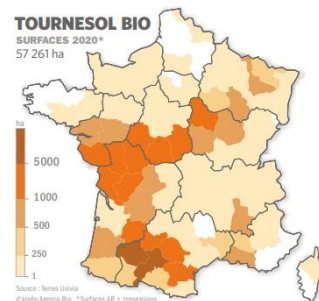 TOURNESOL BIO
SURFACES 2020*
57 261 ha
ha
5000
1000
500
250
1
Source : Terres Univia
d'après Agence Bio *Surfaces AB + conversions